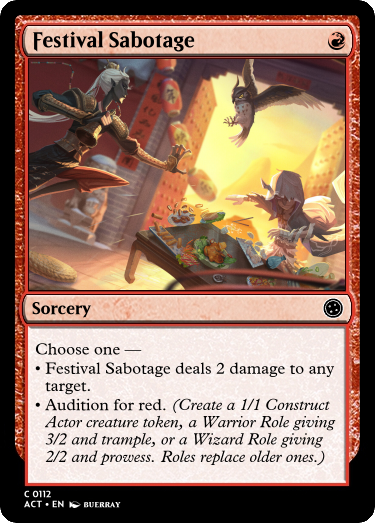 Festival Sabotage
Sorcery
Choose one —
• Festival Sabotage deals 2 damage to any
target.
• Audition for red. (Create a 1/1 Construct
Actor creature token, a Warrior Role giving
3/2 and trample, or a Wizard Role giving
2/2 and prowess. Roles replace older ones.)
C 0112
ACT • EN BUERRAY